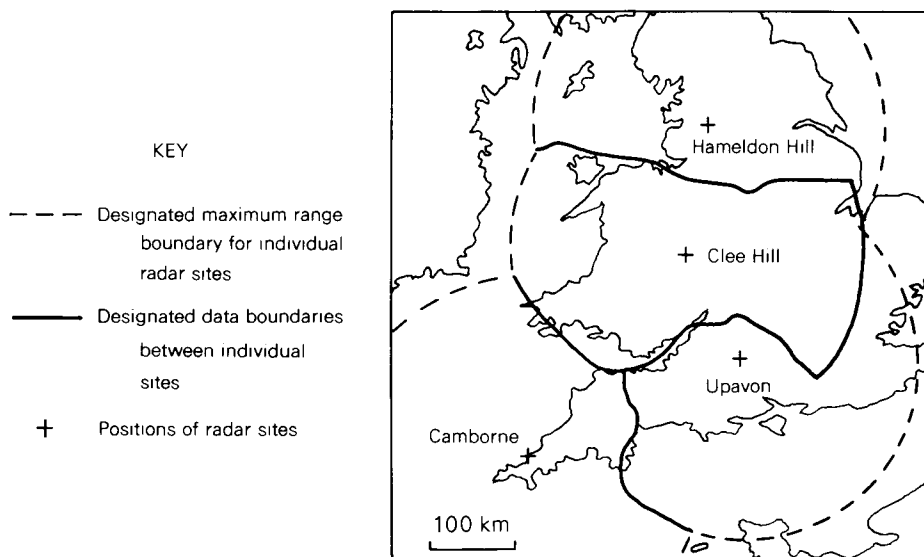 KEY
Designated maximum range
boundary for individual
radar sites
Designated data boundaries
between individual
sites
Positions of radar sites
Hameldon Hill
Clee Hill
Upavon
Camborne
100 km